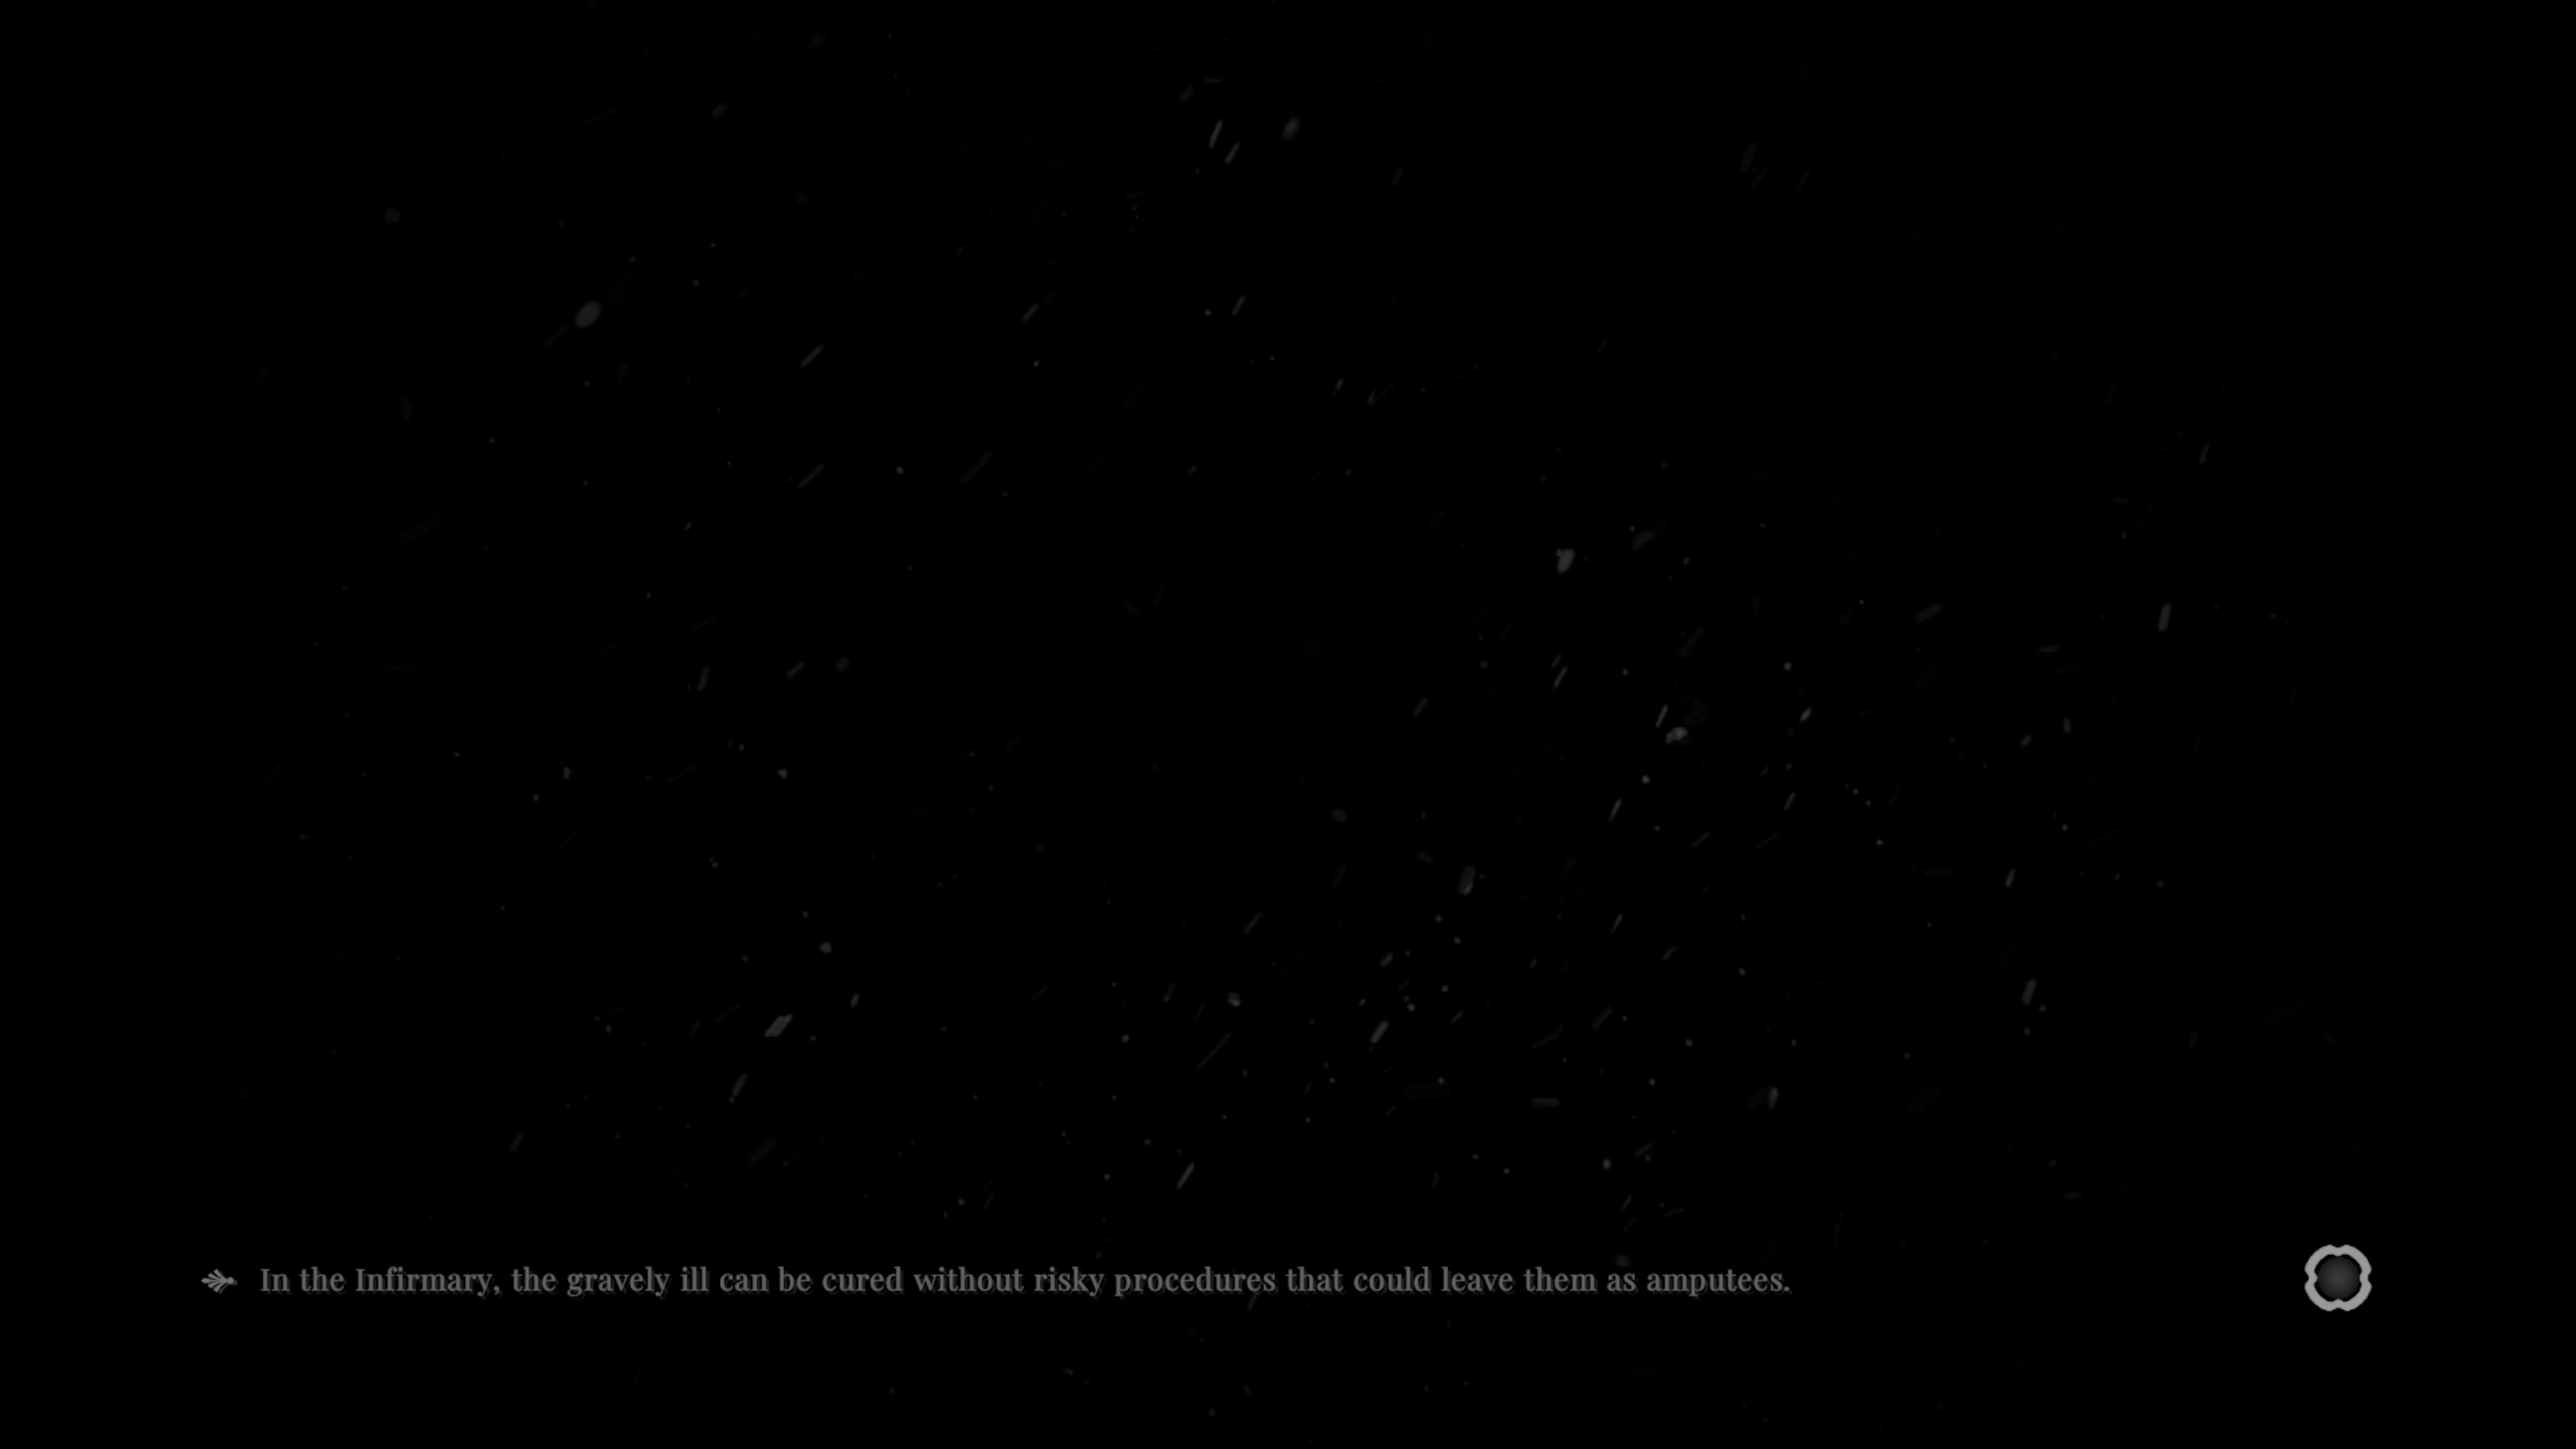 In the Infirmary, the gravely ill can be cured without risky procedures that could leave them as amputees.